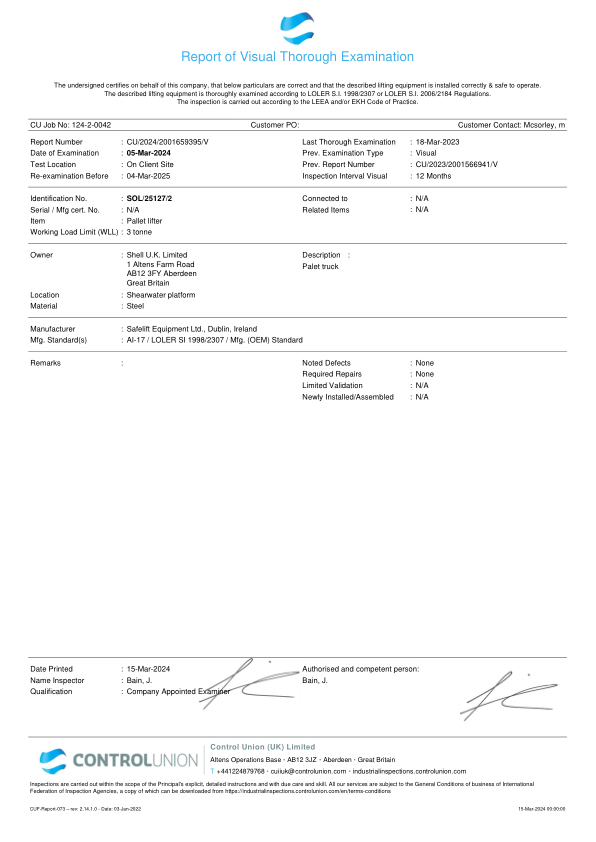 Report of Visual Thorough Examination
The undersigned certifies on behalf of this company, that below particulars are correct and that the described lifting equipment is installed correctly & safe to operate.
The described lifting equipment is thoroughly examined according to LOLER S.I. 1998/2307 or LOLER S.I. 2006/2184 Regulations.
The inspection is carried out according to the LEEA and/or EKH Code of Practice.
CU Job No: 124-2-0042 Customer PO: Customer Contact: Mcsorley, m
Report Number : CU/2024/2001659395/V Last Thorough Examination : 18-Mar-2023
Date of Examination : 05-Mar-2024 Prev. Examination Type : Visual
Test Location : On Client Site Prev. Report Number : CU/2023/2001566941/V
Re-examination Before : 04-Mar-2025 Inspection Interval Visual : 12 Months
Identification No. : SOL/25127/2 Connected to : N/A
Serial / Mfg cert. No. : N/A Related Items : N/A
Item : Pallet lifter
Working Load Limit (WLL) : 3 tonne
Owner : Shell U.K. Limited Description :
1 Altens Farm Road Palet truck
AB12 3FY Aberdeen
Great Britain
Location : Shearwater platform
Material : Steel
Manufacturer : Safelift Equipment Ltd., Dublin, Ireland
Mfg. Standard(s) : AI-17 / LOLER SI 1998/2307 / Mfg. (OEM) Standard
Remarks : Noted Defects : None
Required Repairs : None
Limited Validation : N/A
Newly Installed/Assembled : N/A
Date Printed : 15-Mar-2024 Authorised and competent person:
Name Inspector : Bain, J. Bain, J.
Qualification : Company Appointed Examiner
CONTROLUNION
Control Union (UK) Limited
Altens Operations Base · AB12 3JZ · Aberdeen · Great Britain
T +441224879768 · cuiiuk@controlunion.com · industrialinspections.controlunion.com
Inspections are carried out within the scope of the Principal's explicit, detailed instructions and with due care and skill. All our services are subject to the General Conditions of business of International
Federation of Inspection Agencies, a copy of which can be downloaded from https://industrialinspections.controlunion.com/en/terms-conditions
CUF-Report-073 – rev: 2.14.1.0 - Date: 03-Jun-2022 15-Mar-2024 00:00:00